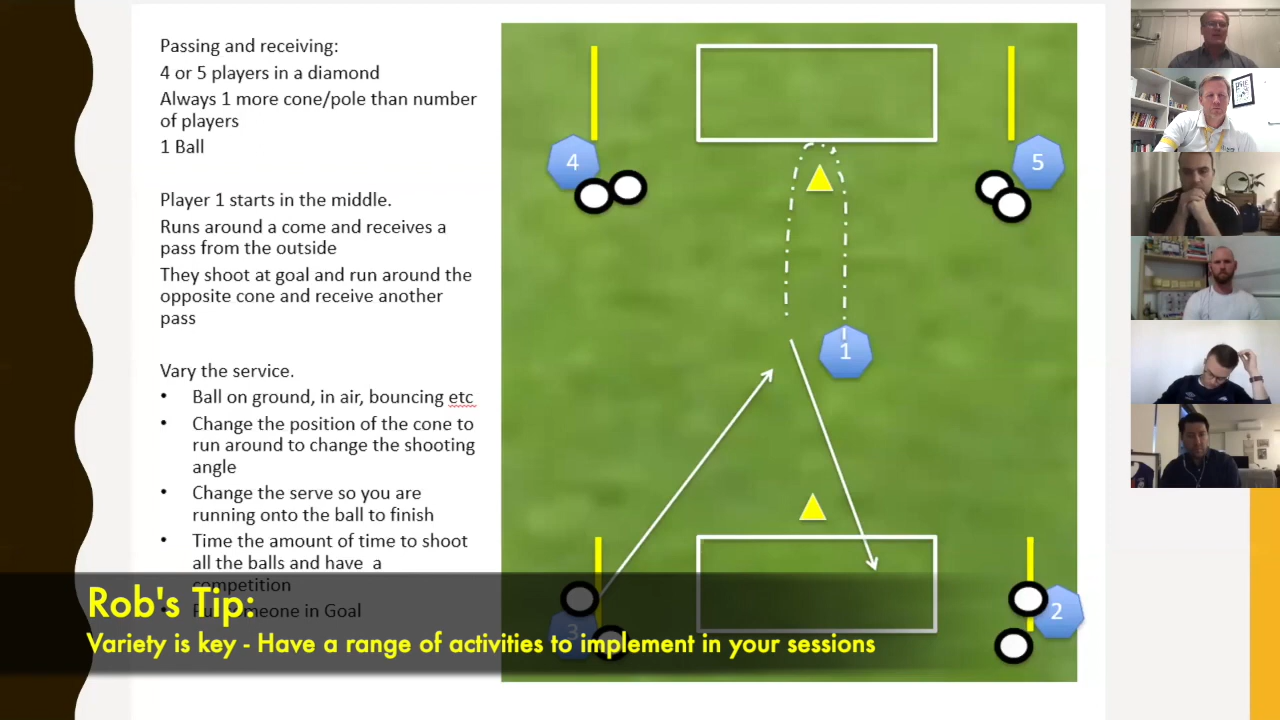 Passing and receiving:
4 or 5 players in a diamond
Always 1 more cone/pole than number
of players
1 Ball
Player 1 starts in the middle.
Runs around a come and receives a
pass from the outside
They shoot at goal and run around the
opposite cone and receive another
pass
Vary the service.
• Ball on ground, in air, bouncing etc
• Change the position of the cone to
run around to change the shooting
angle
• Change the serve so you are
running onto the ball to finish
• Time the amount of time to shoot
all the balls and have a
competition
in Goal
4
5
1
3
2
Rob's Tip:
Variety is key - Have a range of activities to implement in your sessions